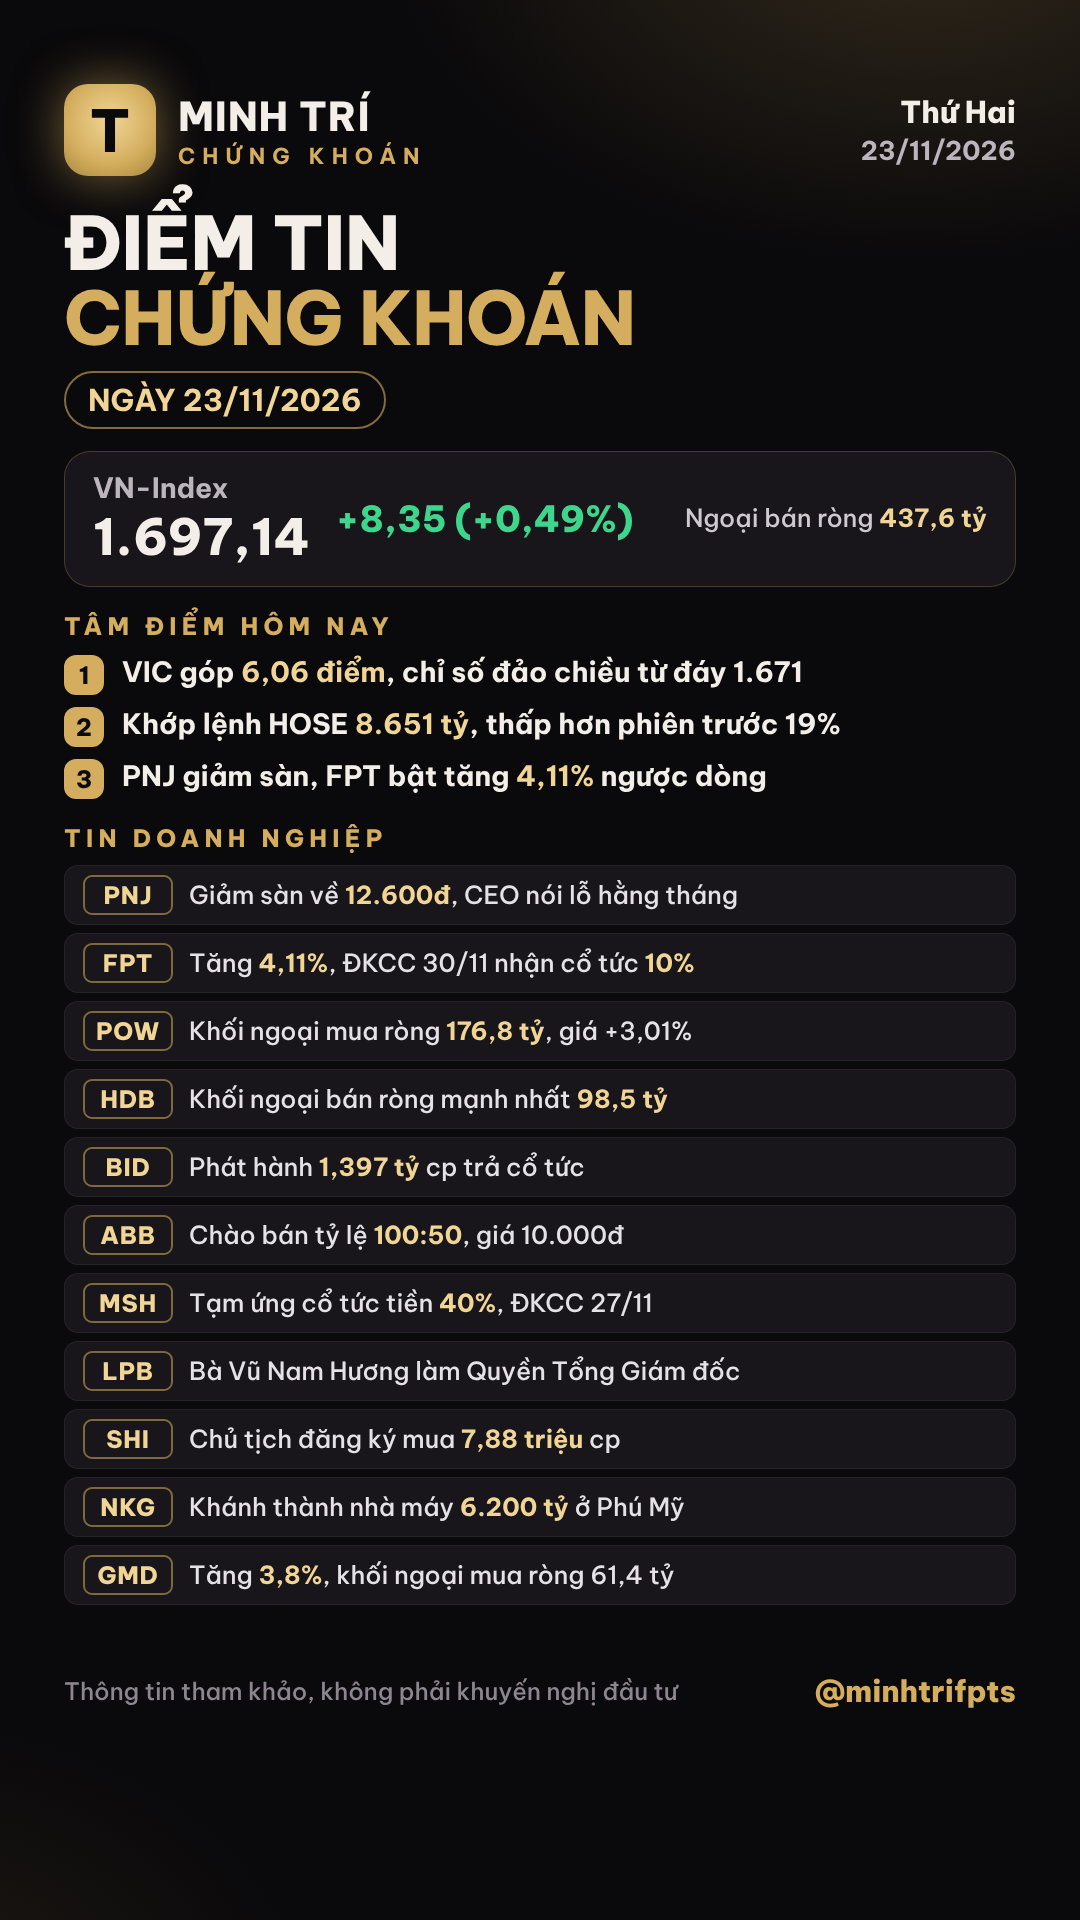 T
MINH TRÍ
CHỨNG KHOÁN
Thứ Hai
23/11/2026
ĐIỂM TIN
CHỨNG KHOÁN
NGÀY 23/11/2026
VN-Index
1.697,14
+8,35 (+0,49%)
Ngoại bán ròng 437,6 tỷ
TÂM ĐIỂM HÔM NAY
1 VIC góp 6,06 điểm, chỉ số đảo chiều từ đáy 1.671
2 Khớp lệnh HOSE 8.651 tỷ, thấp hơn phiên trước 19%
3 PNJ giảm sàn, FPT bật tăng 4,11% ngược dòng
TIN DOANH NGHIỆP
PNJ Giảm sàn về 12.600đ, CEO nói lỗ hằng tháng
FPT Tăng 4,11%, ĐKCC 30/11 nhận cổ tức 10%
POW Khối ngoại mua ròng 176,8 tỷ, giá +3,01%
HDB Khối ngoại bán ròng mạnh nhất 98,5 tỷ
BID Phát hành 1,397 tỷ cp trả cổ tức
ABB Chào bán tỷ lệ 100:50, giá 10.000đ
MSH Tạm ứng cổ tức tiền 40%, ĐKCC 27/11
LPB Bà Vũ Nam Hương làm Quyền Tổng Giám đốc
SHI Chủ tịch đăng ký mua 7,88 triệu cp
NKG Khánh thành nhà máy 6.200 tỷ ở Phú Mỹ
GMD Tăng 3,8%, khối ngoại mua ròng 61,4 tỷ
Thông tin tham khảo, không phải khuyến nghị đầu tư
@minhtrifpts